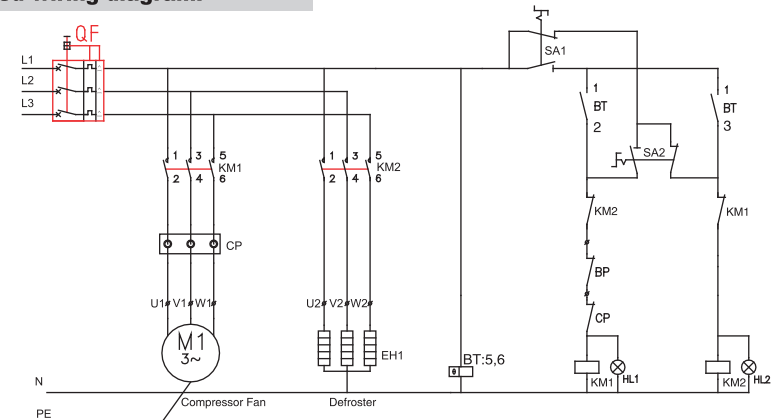 QF
L1
L2
L3
SA1
1
BT
2
1
BT
3
SA2
1 3 5
KM1
2 4 6
1 3 5
KM2
2 4 6
KM2
KM1
CP
BP
CP
U1 V1 W1
U2 V2 W2
M1
3~
EH1
BT:5,6
KM1
HL1
KM2
HL2
N
Compressor Fan
Defroster
PE